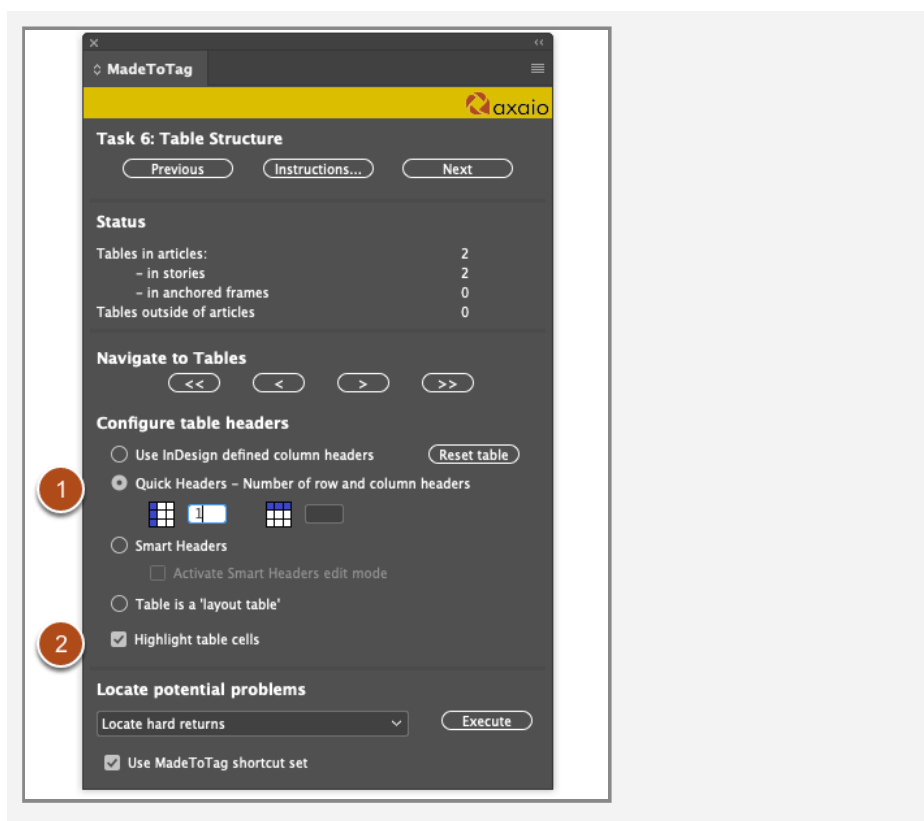 MadeToTag
axaio
Task 6: Table Structure
Previous Instructions... Next
Status
Tables in articles: 2
– in stories 2
– in anchored frames 0
Tables outside of articles 0
Navigate to Tables
<< < > >>
Configure table headers
Use InDesign defined column headers Reset table
1 Quick Headers – Number of row and column headers
1
Smart Headers
Activate Smart Headers edit mode
Table is a 'layout table'
2 Highlight table cells
Locate potential problems
Locate hard returns Execute
Use MadeToTag shortcut set